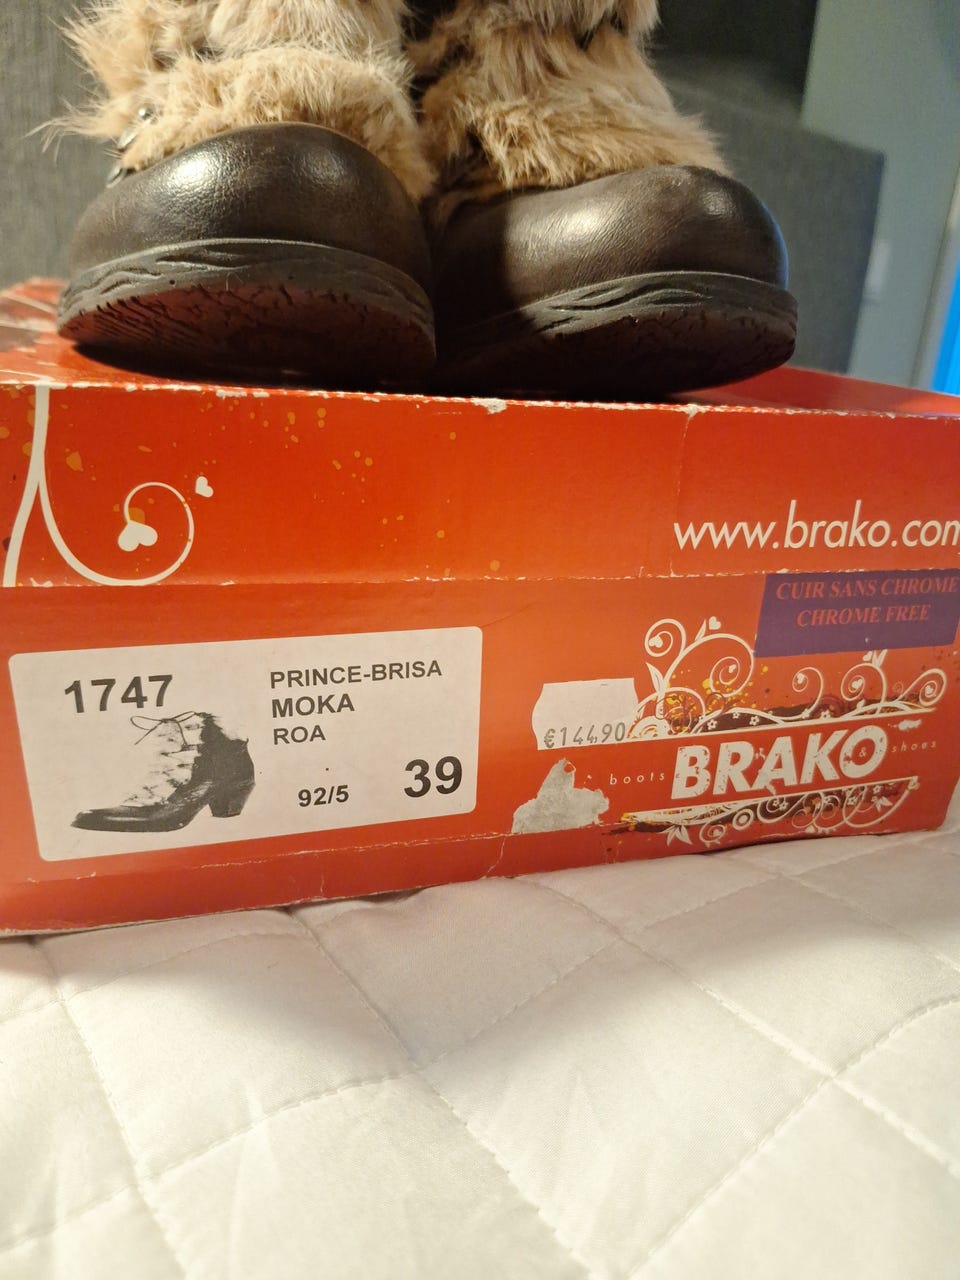 www.brako.com
CUIR SANS CHROME
CHROME FREE
1747
PRINCE-BRISA
MOKA
ROA
92/5
39
€144,90
boots BRAKO & shoes